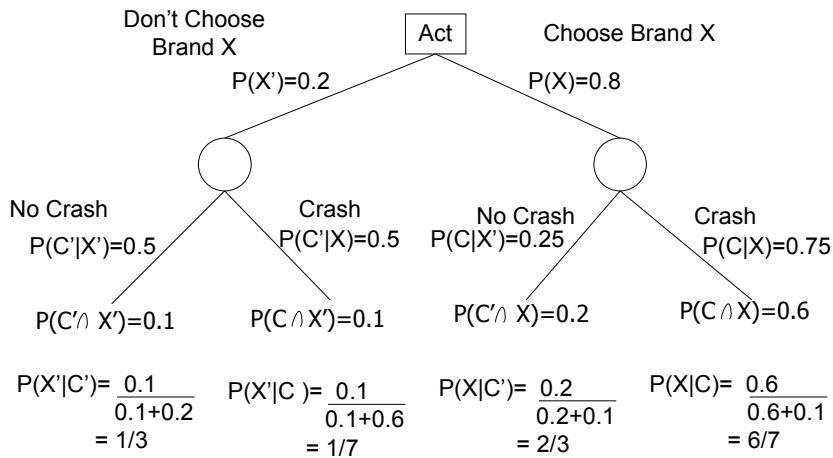 Don’t Choose
Brand X
Act
Choose Brand X
P(X’)=0.2
P(X)=0.8
No Crash
P(C’|X’)=0.5
Crash
P(C’|X)=0.5
No Crash
P(C|X’)=0.25
Crash
P(C|X)=0.75
P(C’∩ X’)=0.1
P(C ∩ X’)=0.1
P(C’∩ X)=0.2
P(C ∩ X)=0.6
P(X’|C’)= 0.1
0.1+0.2
= 1/3
P(X’|C )= 0.1
0.1+0.6
= 1/7
P(X|C’)= 0.2
0.2+0.1
= 2/3
P(X|C)= 0.6
0.6+0.1
= 6/7